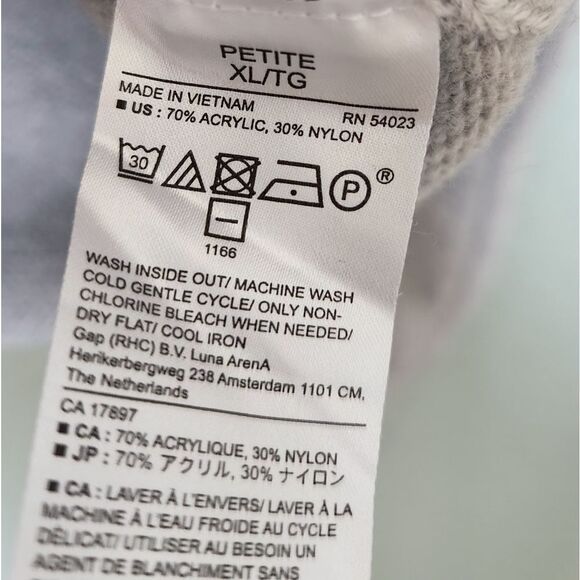 PETITE
XL/TG
MADE IN VIETNAM RN 54023
■ US : 70% ACRYLIC, 30% NYLON
30 P ®
1166
WASH INSIDE OUT/ MACHINE WASH
COLD GENTLE CYCLE/ ONLY NON-
CHLORINE BLEACH WHEN NEEDED/
DRY FLAT/ COOL IRON
Gap (RHC) B.V. Luna ArenA
Herikerbergweg 238 Amsterdam 1101 CM,
The Netherlands
CA 17897
■ CA : 70% ACRYLIQUE, 30% NYLON
■ JP : 70% アクリル, 30% ナイロン
■ CA : LAVER À L'ENVERS/ LAVER À LA
MACHINE À L'EAU FROIDE AU CYCLE
DÉLICAT/ UTILISER AU BESOIN UN
AGENT DE BLANCHIMENT SANS